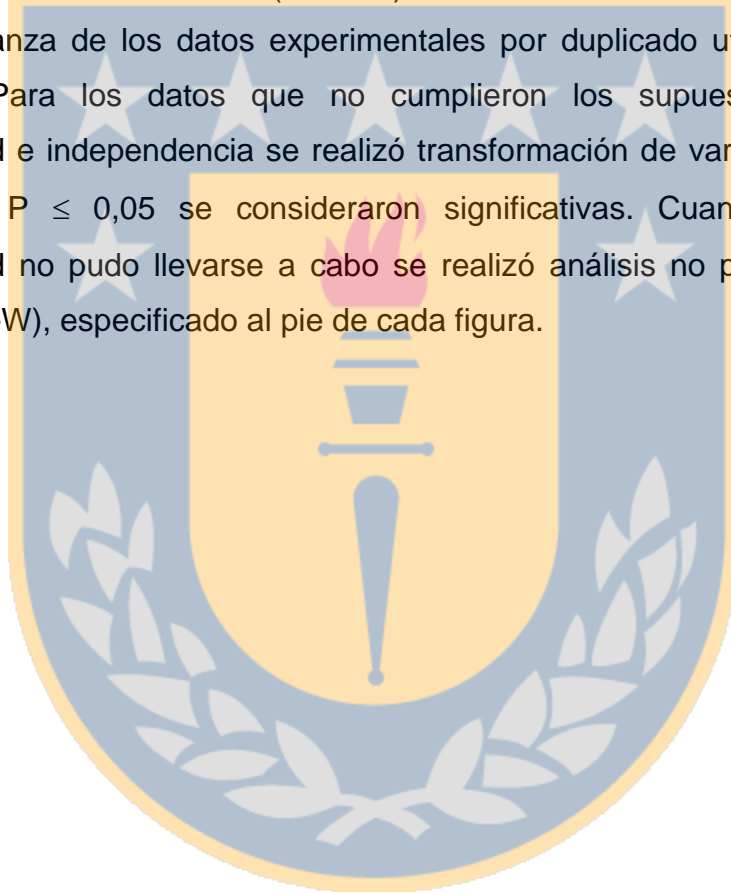 anza de los datos experimentales por duplicado u
Para los datos que no cumplieron los supues
d e independencia se realizó transformación de var
P ≤ 0,05 se consideraron significativas. Cuan
d no pudo llevarse a cabo se realizó análisis no p
W), especificado al pie de cada figura.